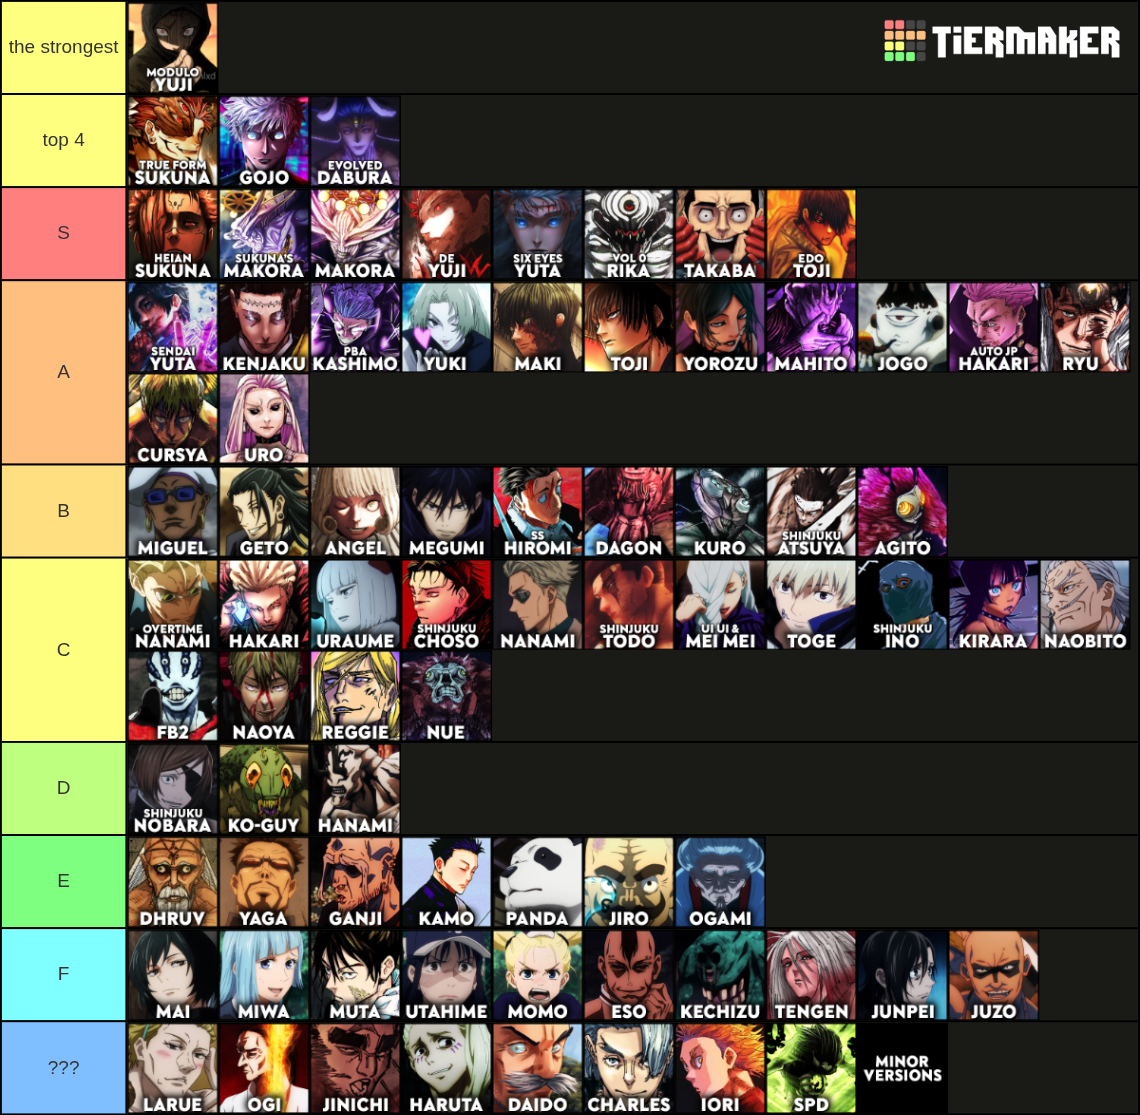 the strongest
MODULO
YUJI
TiERMAKER
top 4
TRUE FORM
SUKUNA
GOJO
EVOLVED
DABURA
S
HEIAN
SUKUNA
SUKUNA'S
MAKORA
MAKORA
DE
YUJI
SIX EYES
YUTA
VOL 0
RIKA
TAKABA
EDO
TOJI
A
SENDAI
YUTA
KENJAKU
PBA
KASHIMO
YUKI
MAKI
TOJI
YOROZU
MAHITO
JOGO
AUTO JP
HAKARI
RYU
CURSYA
URO
B
MIGUEL
GETO
ANGEL
MEGUMI
SS
HIROMI
DAGON
KURO
SHINJUKU
ATSUYA
AGITO
C
OVERTIME
NANAMI
HAKARI
URAUME
SHINJUKU
CHOSO
NANAMI
SHINJUKU
TODO
UI UI &
MEI MEI
TOGE
SHINJUKU
INO
KIRARA
NAOBITO
FB2
NAOYA
REGGIE
NUE
D
SHINJUKU
NOBARA
KO-GUY
HANAMI
E
DHRUV
YAGA
GANJI
KAMO
PANDA
JIRO
OGAMI
F
MAI
MIWA
MUTA
UTAHIME
MOMO
ESO
KECHIZU
TENGEN
JUNPEI
JUZO
???
LARUE
OGI
JINICHI
HARUTA
DAIDO
CHARLES
IORI
SPD
MINOR
VERSIONS